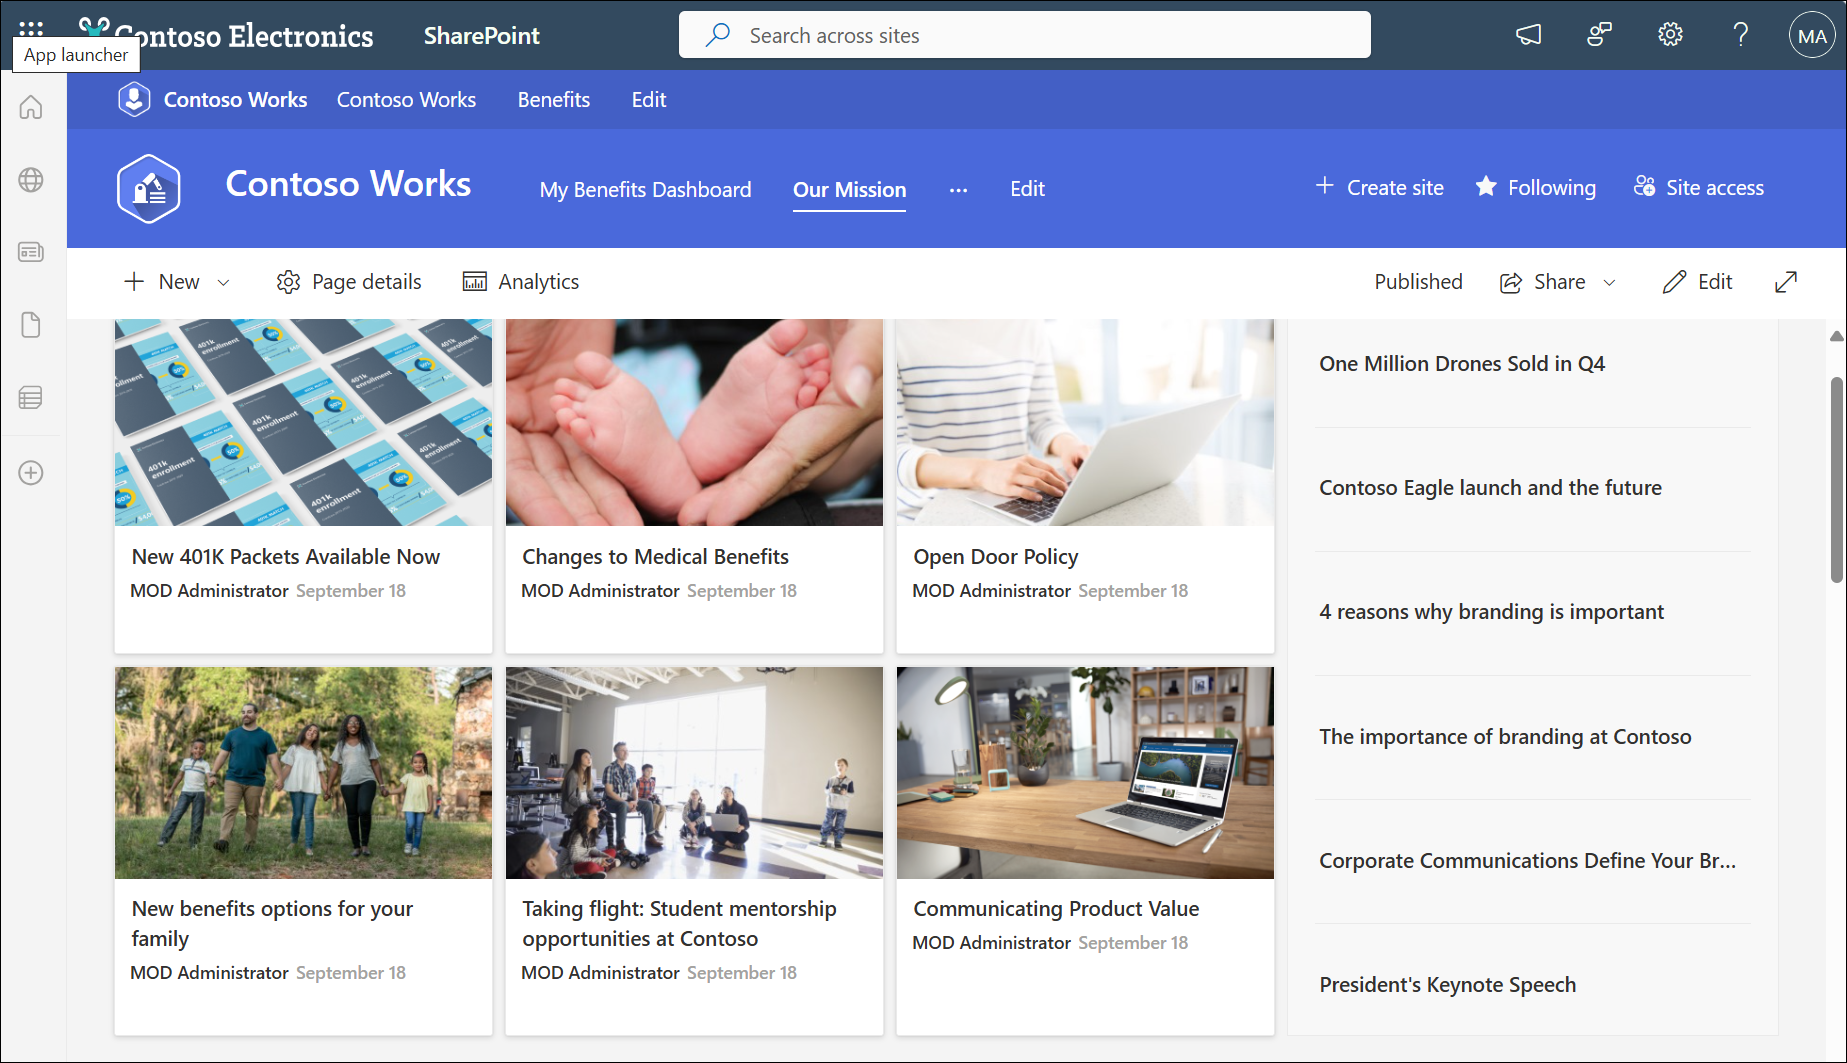 Contoso Electronics
SharePoint
Search across sites
MA
App launcher
Contoso Works
Contoso Works
Benefits
Edit
Contoso Works
My Benefits Dashboard
Our Mission
...
Edit
Create site
Following
Site access
New
Page details
Analytics
Published
Share
Edit
401k enrollment
New 401K Packets Available Now
MOD Administrator September 18
Changes to Medical Benefits
MOD Administrator September 18
Open Door Policy
MOD Administrator September 18
New benefits options for your
family
MOD Administrator September 18
Taking flight: Student mentorship
opportunities at Contoso
MOD Administrator September 18
Communicating Product Value
MOD Administrator September 18
One Million Drones Sold in Q4
Contoso Eagle launch and the future
4 reasons why branding is important
The importance of branding at Contoso
Corporate Communications Define Your Br...
President's Keynote Speech